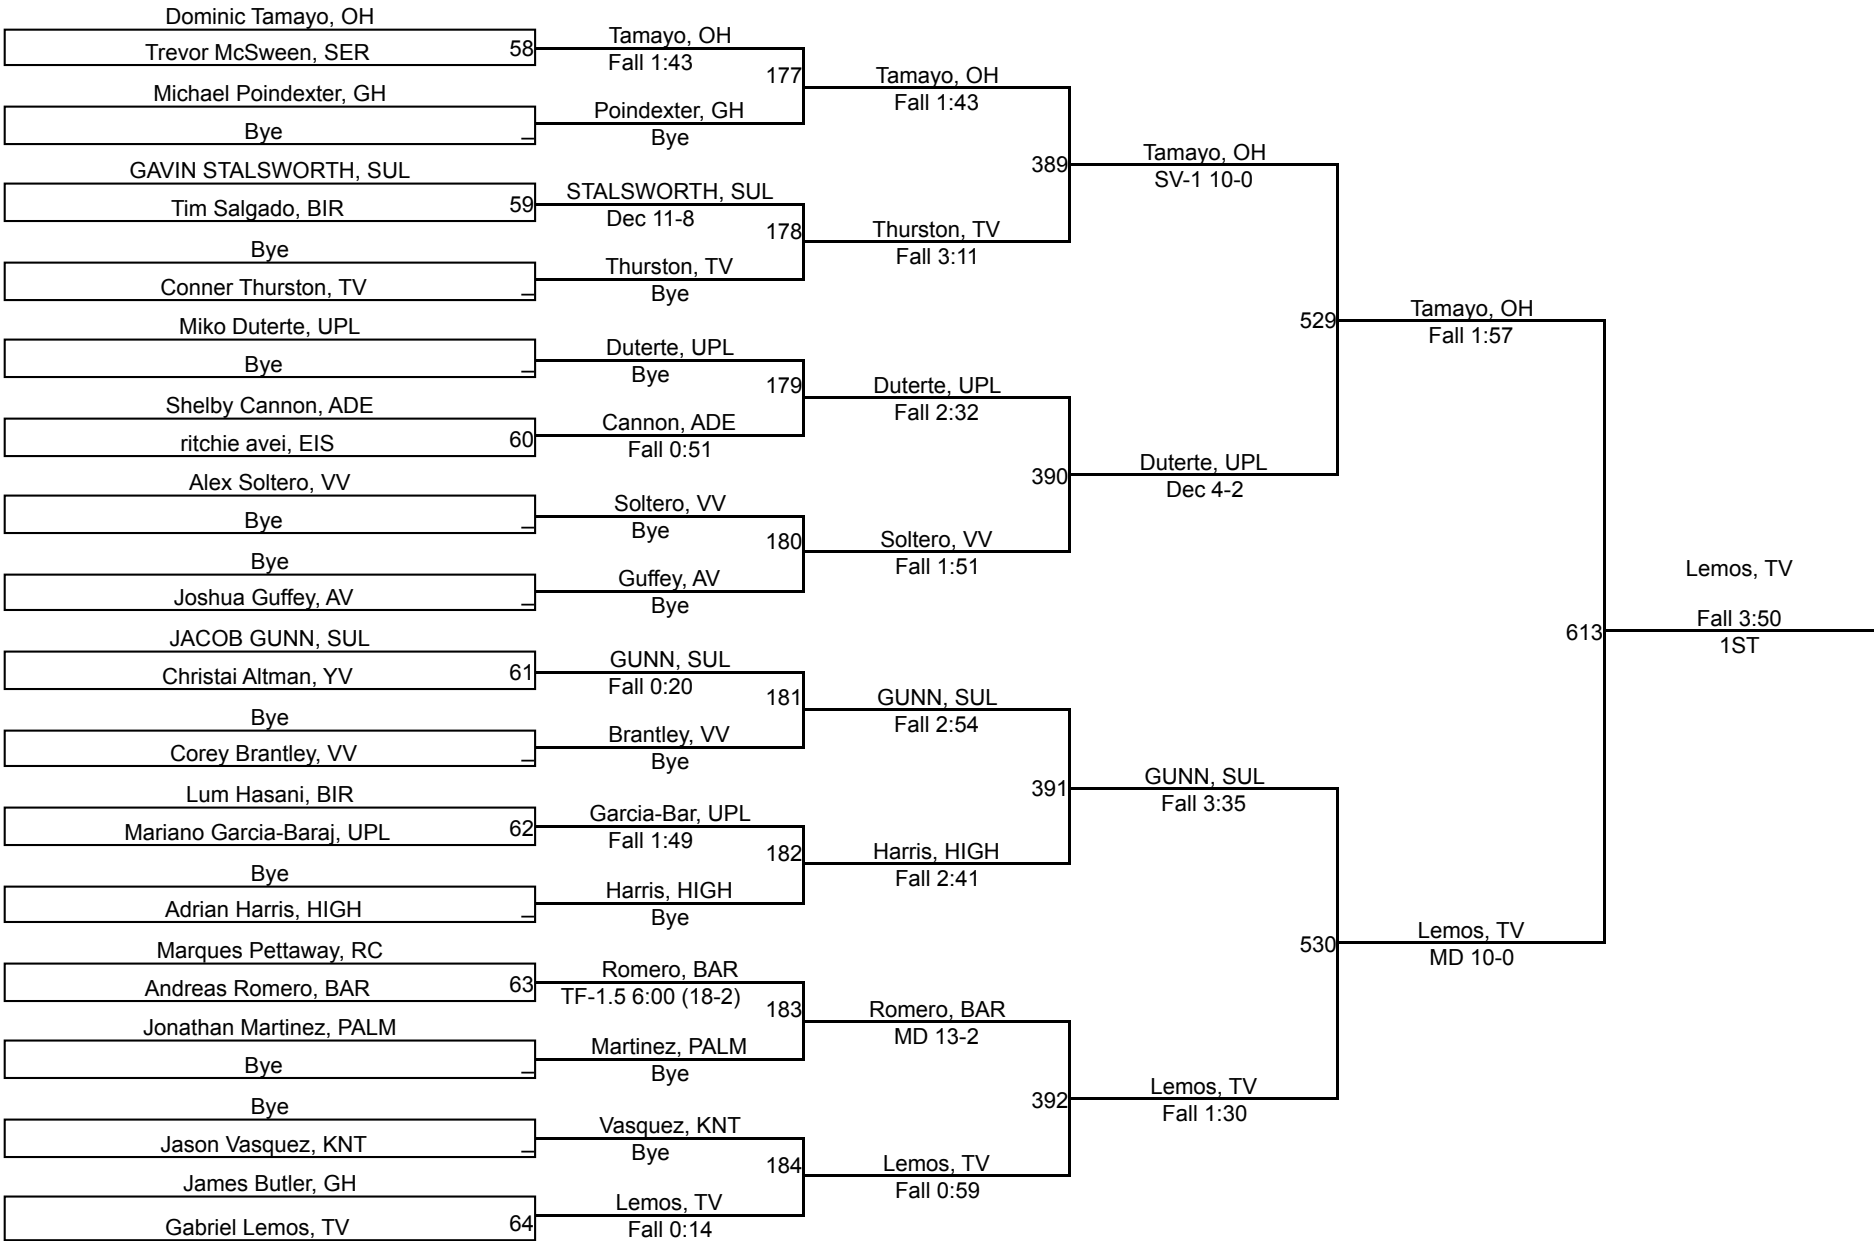 Dominic Tamayo, OH
Trevor McSween, SER 58
Michael Poindexter, GH
Bye _
GAVIN STALSWORTH, SUL
Tim Salgado, BIR 59
Bye
Conner Thurston, TV _
Miko Duterte, UPL
Bye _
Shelby Cannon, ADE
ritchie avei, EIS 60
Alex Soltero, VV
Bye _
Bye
Joshua Guffey, AV _
JACOB GUNN, SUL
Christai Altman, YV 61
Bye
Corey Brantley, VV _
Lum Hasani, BIR
Mariano Garcia-Baraj, UPL 62
Bye
Adrian Harris, HIGH _
Marques Pettaway, RC
Andreas Romero, BAR 63
Jonathan Martinez, PALM
Bye _
Bye
Jason Vasquez, KNT _
James Butler, GH
Gabriel Lemos, TV 64
Tamayo, OH
Fall 1:43
177
Poindexter, GH
Bye
STALSWORTH, SUL
Dec 11-8
178
Thurston, TV
Bye
Duterte, UPL
Bye
179
Cannon, ADE
Fall 0:51
Soltero, VV
Bye
180
Guffey, AV
Bye
GUNN, SUL
Fall 0:20
181
Brantley, VV
Bye
Garcia-Bar, UPL
Fall 1:49
182
Harris, HIGH
Bye
Romero, BAR
TF-1.5 6:00 (18-2)
183
Martinez, PALM
Bye
Vasquez, KNT
Bye
184
Lemos, TV
Fall 0:14
Tamayo, OH
Fall 1:43
389
Thurston, TV
Fall 3:11
Duterte, UPL
Fall 2:32
390
Soltero, VV
Fall 1:51
GUNN, SUL
Fall 2:54
391
Harris, HIGH
Fall 2:41
Romero, BAR
MD 13-2
392
Lemos, TV
Fall 0:59
Tamayo, OH
SV-1 10-0
529
Duterte, UPL
Dec 4-2
GUNN, SUL
Fall 3:35
530
Lemos, TV
Fall 1:30
Tamayo, OH
Fall 1:57
613
Lemos, TV
MD 10-0
Lemos, TV
Fall 3:50
1ST